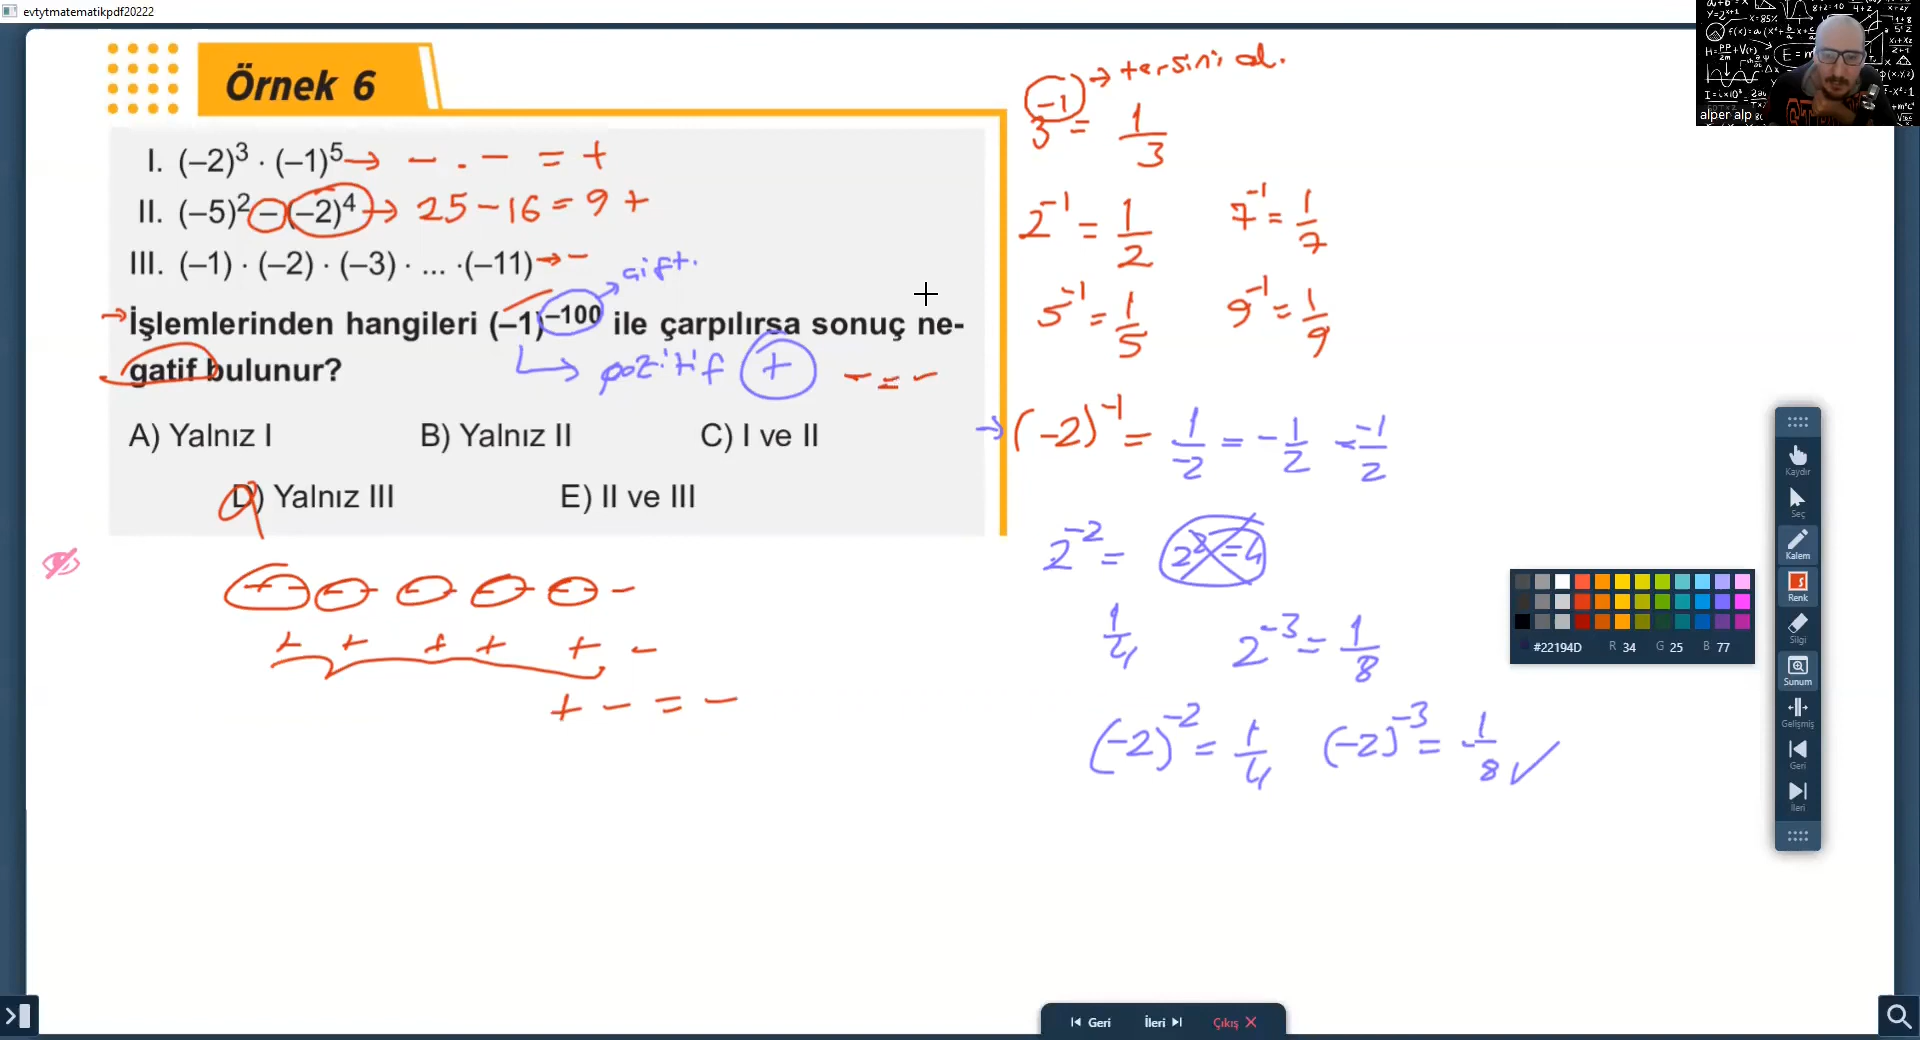 evtytmatematikpdf20222
Örnek 6
I. (–2)³ · (–1)⁵ → – . – = +
II. (–5)² – (–2)⁴ → 25 – 16 = 9 +
III. (–1) · (–2) · (–3) · ... ·(–11) → –
çift.
→ İşlemlerinden hangileri (–1)⁻¹⁰⁰ ile çarpılırsa sonuç ne-
gatif bulunur?
pozitif + – = –
A) Yalnız I B) Yalnız II C) I ve II
D) Yalnız III E) II ve III
– – – – – – – – – – –
+ + + + + –
+ – = –
→ tersini al.
3⁻¹ = 1/3
2⁻¹ = 1/2 7⁻¹ = 1/7
5⁻¹ = 1/5 9⁻¹ = 1/9
→ (–2)⁻¹ = 1/–2 = –1/2 = –1/2
2⁻² = 2² = 4
1/4 2⁻³ = 1/8
(–2)⁻² = 1/4 (–2)⁻³ = –1/8 ✓
alper alp
Kaydır
Seç
Kalem
Renk
Silgi
Sunum
Gelişmiş
Geri
İleri
#22194D R 34 G 25 B 77
Geri İleri Çıkış